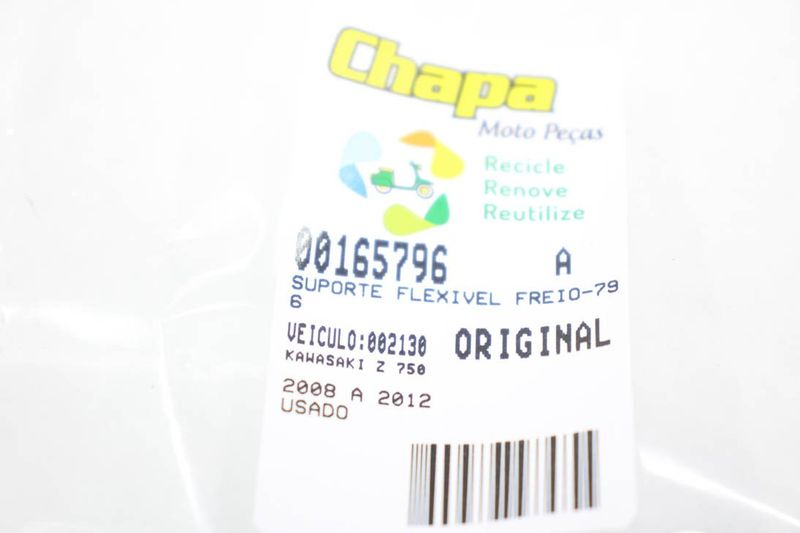 Chapa
Moto Peças
Recicle
Renove
Reutilize
00165796 A
SUPORTE FLEXIVEL FREIO-79
6
VEICULO:002130 ORIGINAL
KAWASAKI Z 750
2008 A 2012
USADO